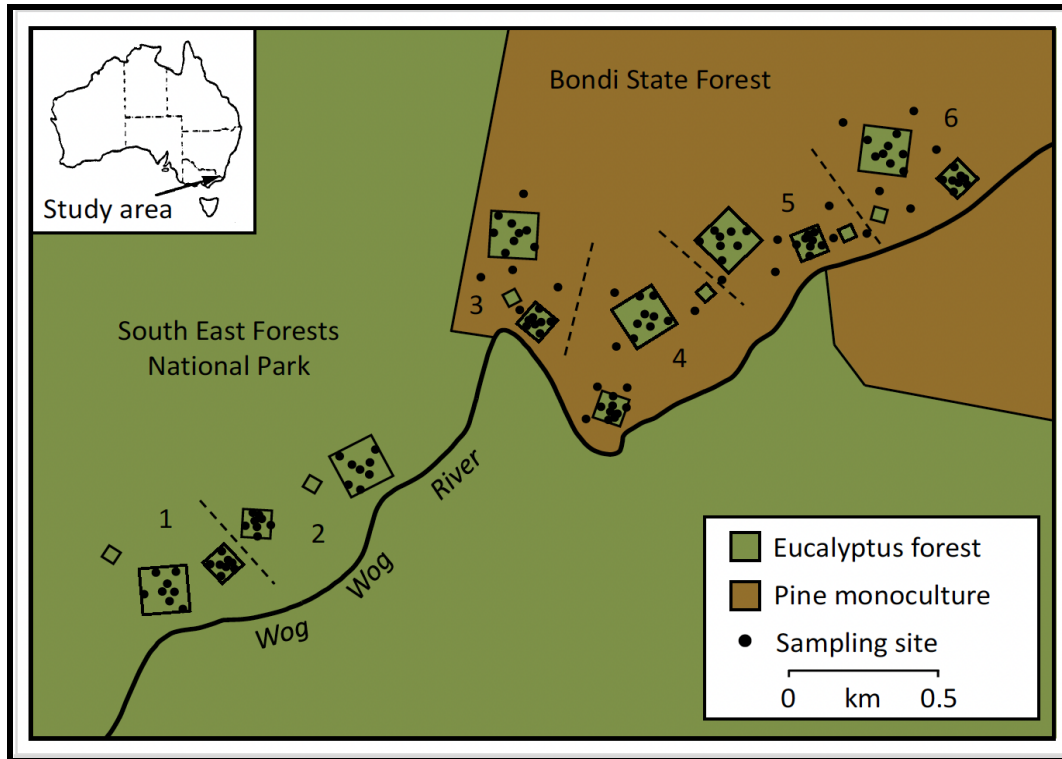 Study area
Bondi State Forest
South East Forests
National Park
1
2
3
4
5
6
Wog
Wog
River
Eucalyptus forest
Pine monoculture
Sampling site
0 km 0.5